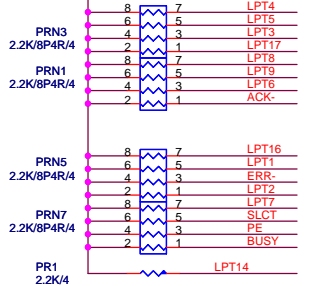 8 7 LPT4
6 5 LPT5
PRN3 4 3 LPT3
2.2K/8P4R/4 2 1 LPT17
8 7 LPT8
PRN1 6 5 LPT9
2.2K/8P4R/4 4 3 LPT6
2 1 ACK-
8 7 LPT16
PRN5 6 5 LPT1
2.2K/8P4R/4 4 3 ERR-
2 1 LPT2
8 7 LPT7
PRN7 6 5 SLCT
2.2K/8P4R/4 4 3 PE
2 1 BUSY
PR1 LPT14
2.2K/4